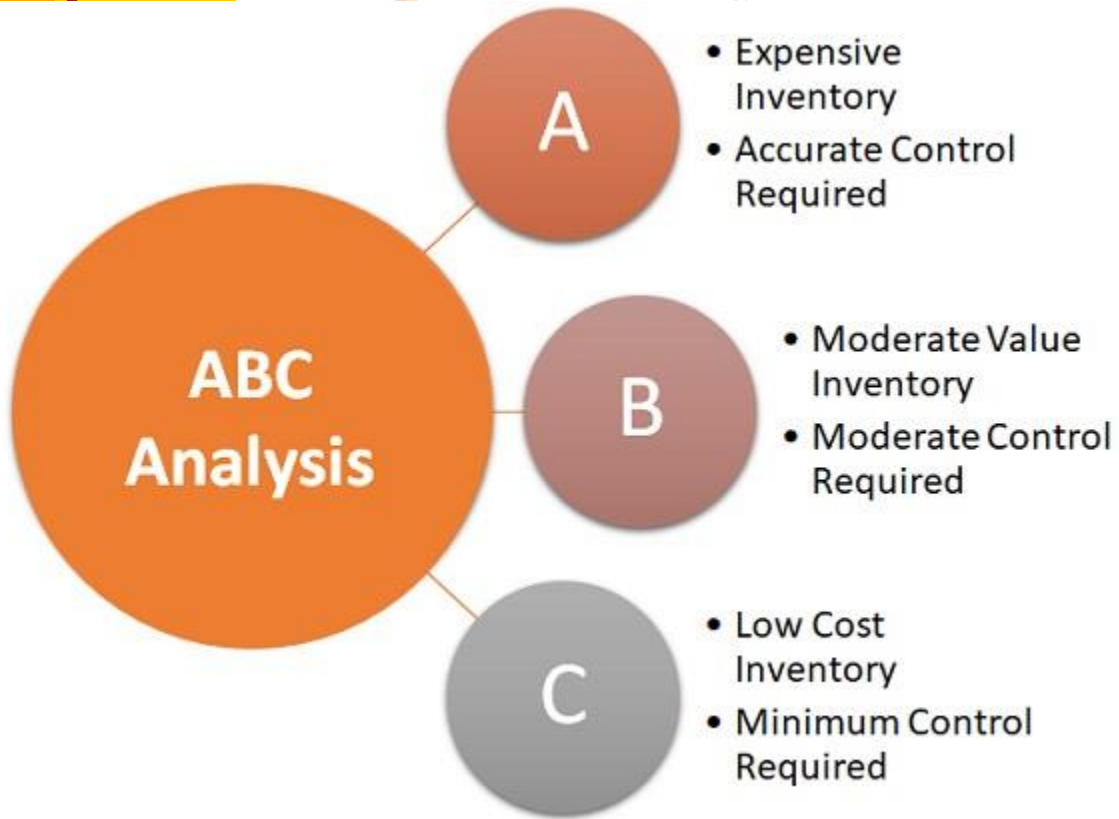 ABC
Analysis
A
• Expensive
Inventory
• Accurate Control
Required
B
• Moderate Value
Inventory
• Moderate Control
Required
C
• Low Cost
Inventory
• Minimum Control
Required